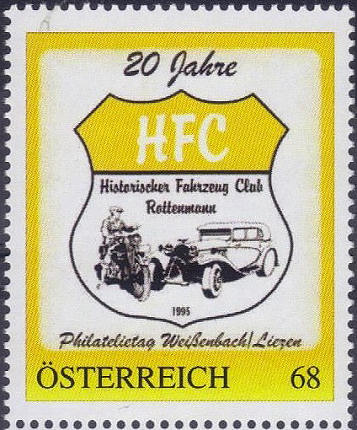 20 Jahre
HFC
Historischer Fahrzeug Club
Rottenmann
1995
Philatelietag Weißenbach/Liezen
ÖSTERREICH 68